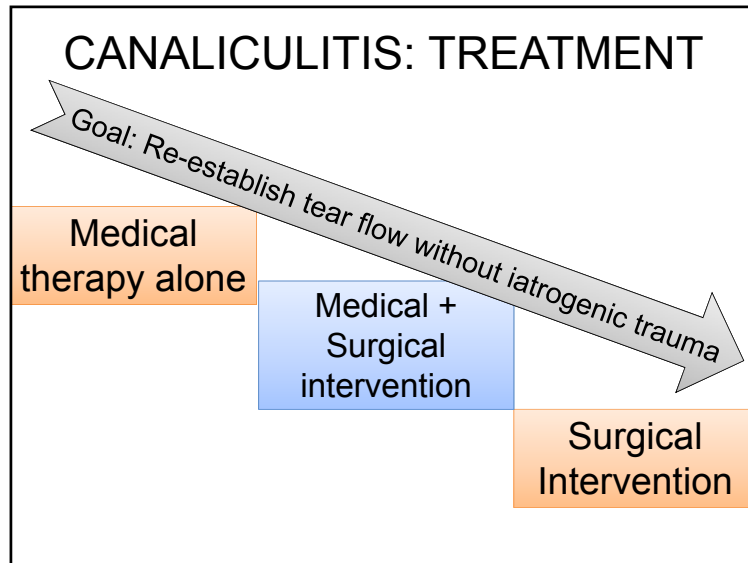 CANALICULITIS: TREATMENT
Goal: Re-establish tear flow without iatrogenic trauma
Medical
therapy alone
Medical +
Surgical
intervention
Surgical
Intervention